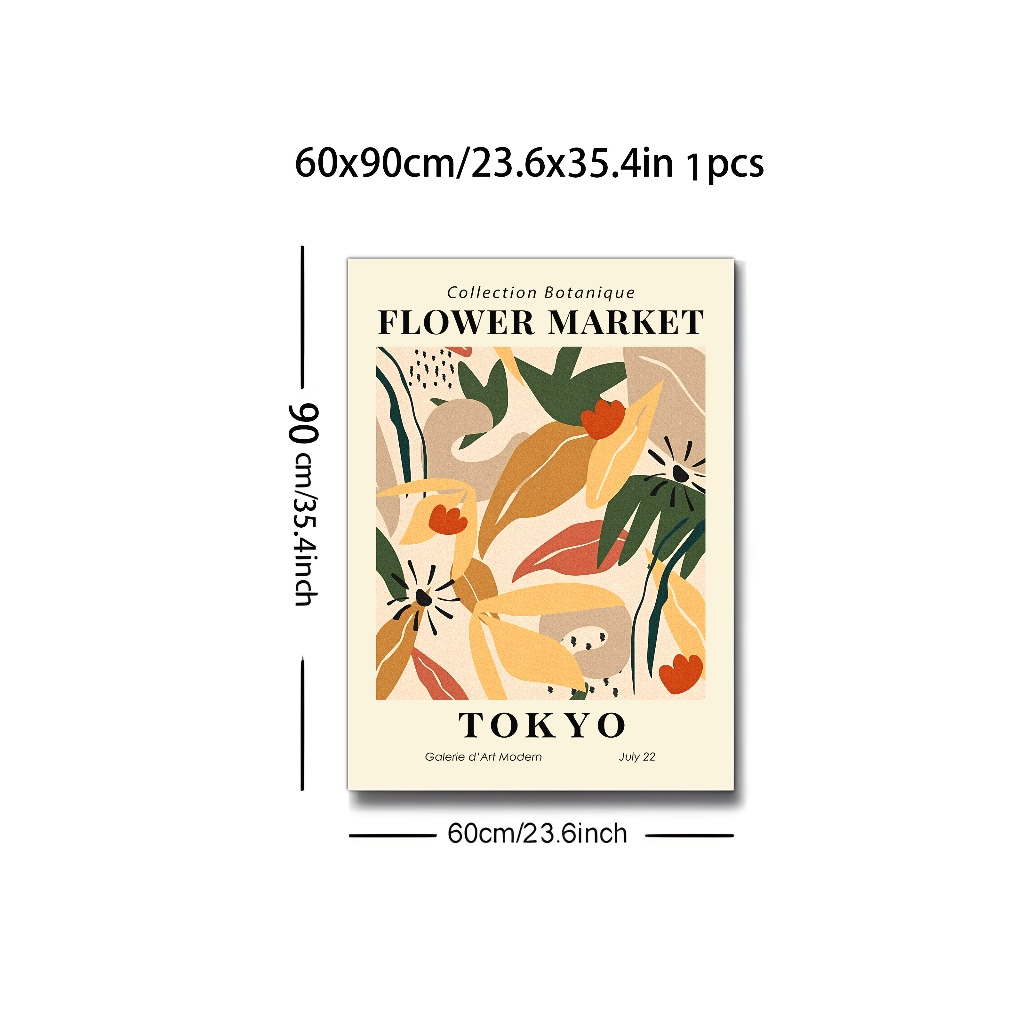 60x90cm/23.6x35.4in 1pcs
Collection Botanique
FLOWER MARKET
90 cm/35.4inch
TOKYO
Galerie d'Art Modern July 22
60cm/23.6inch